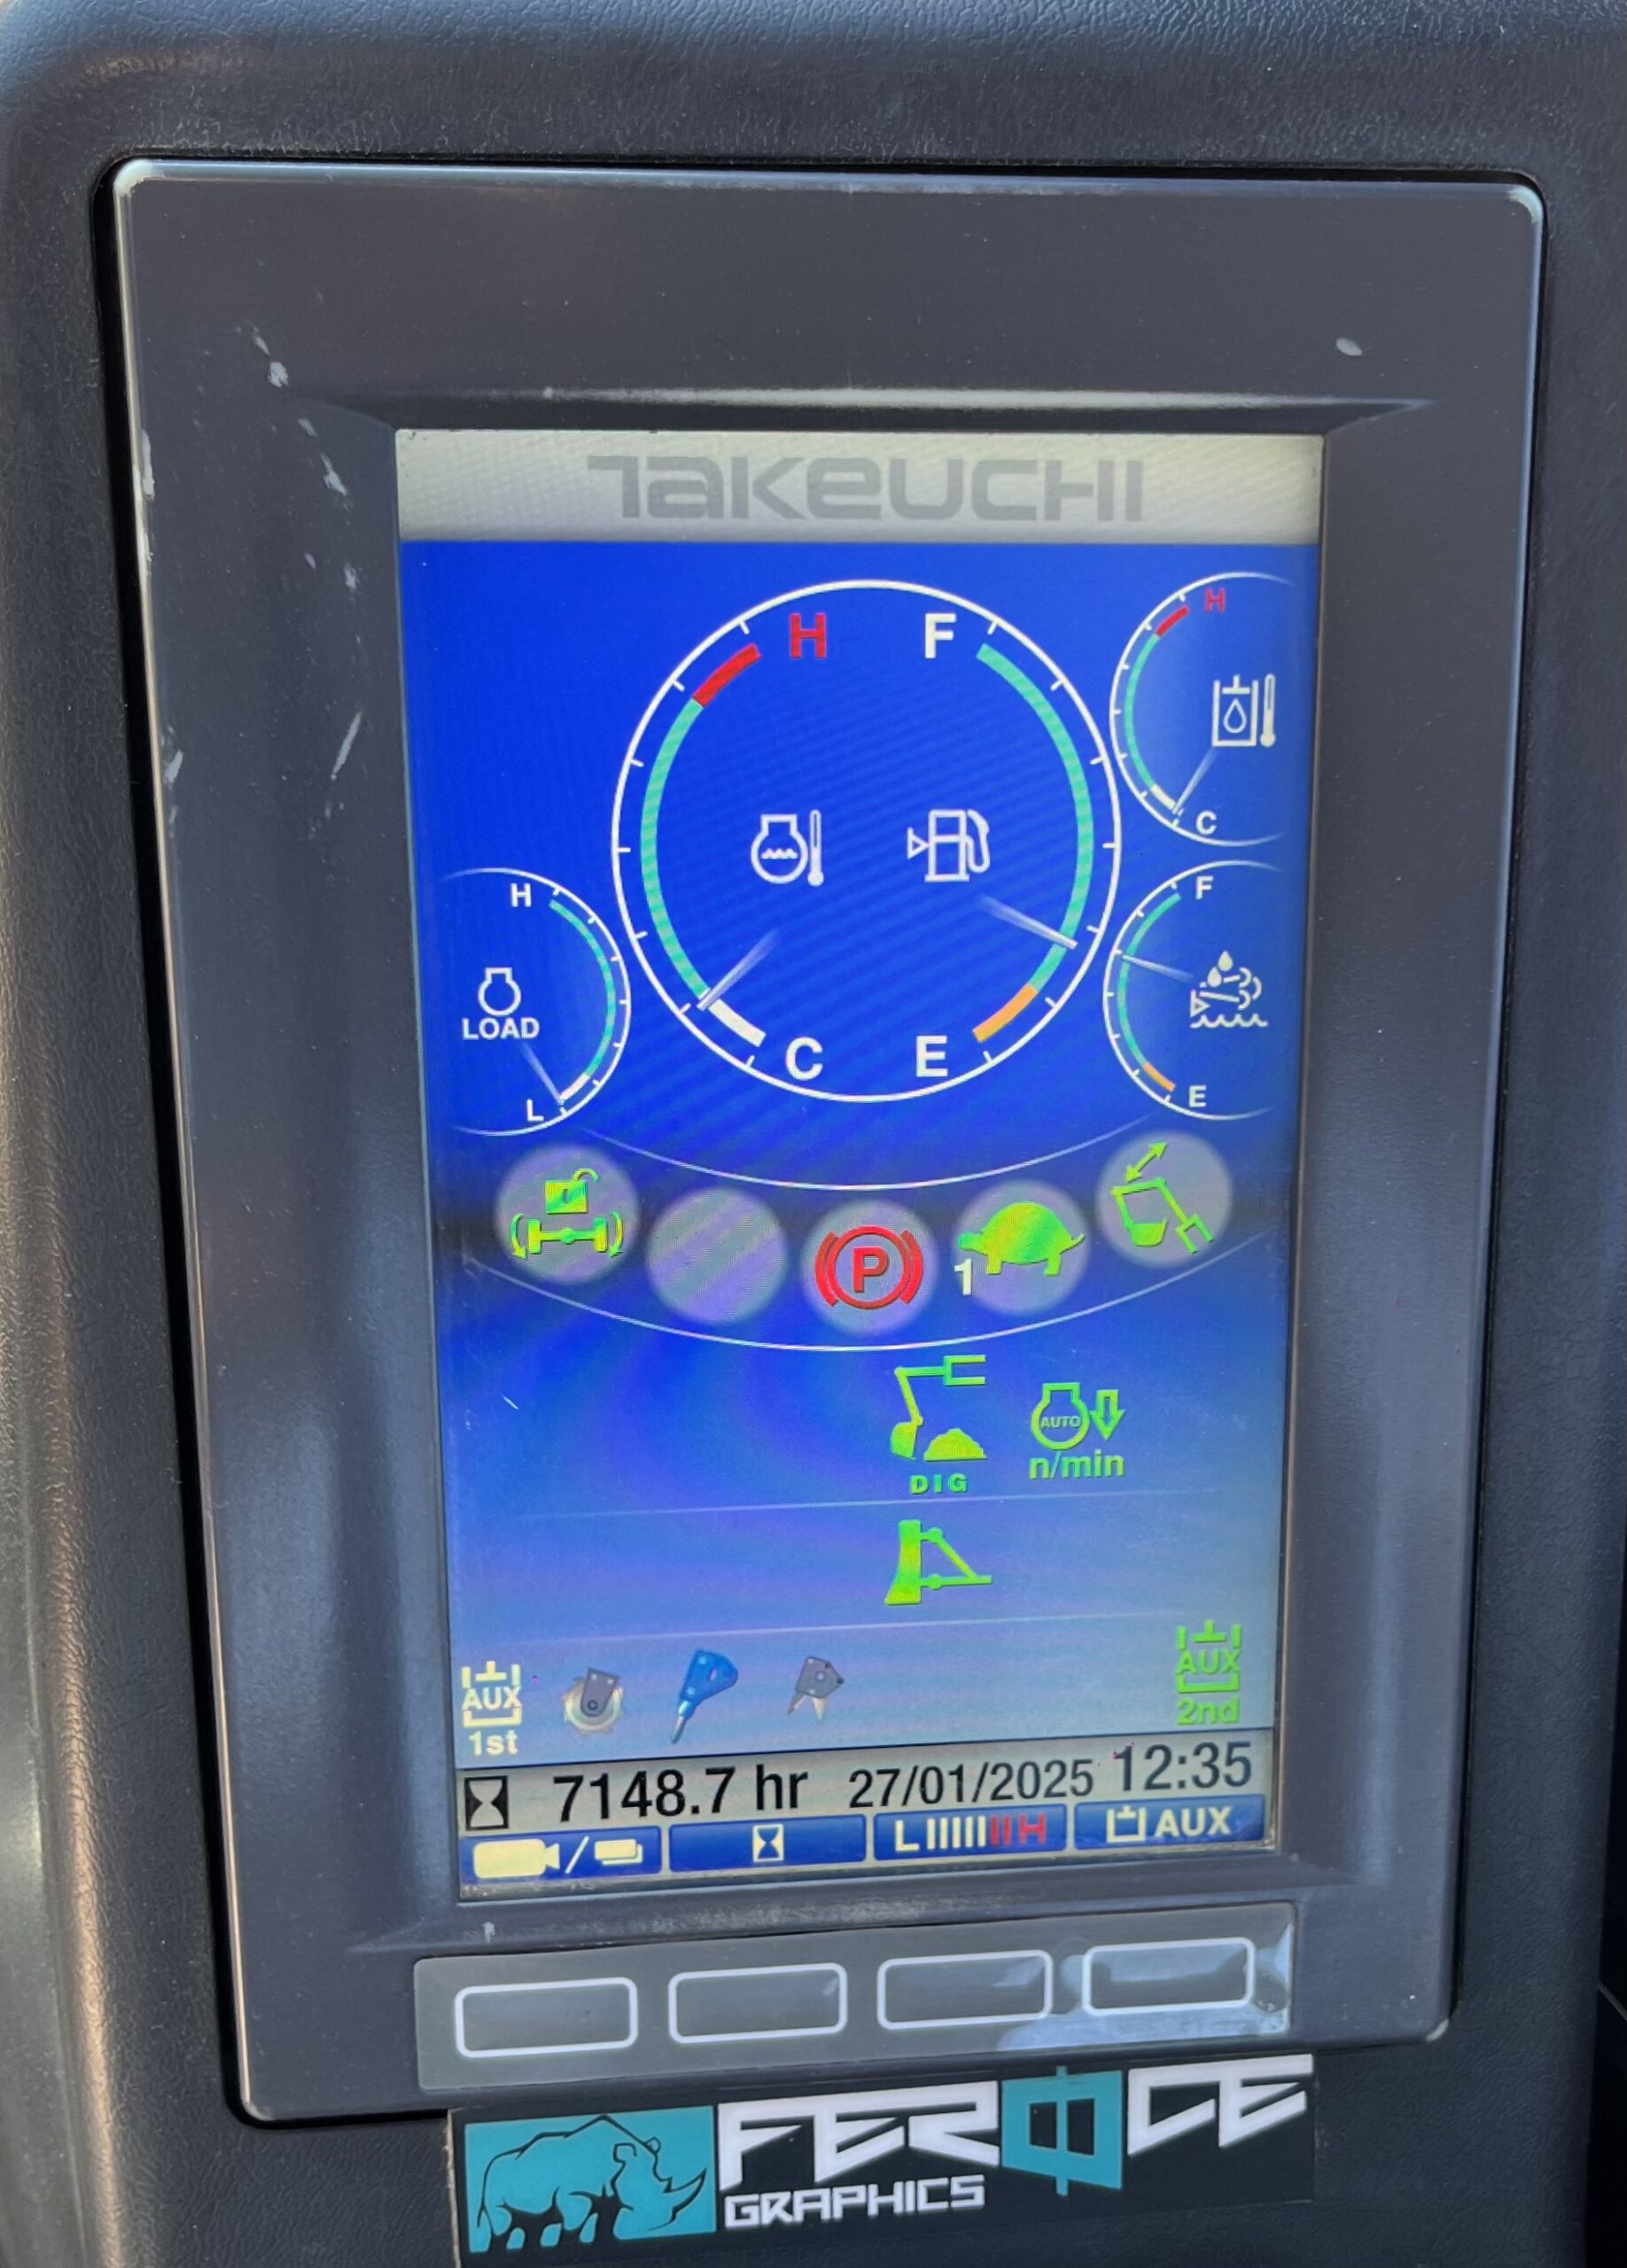 TAKEUCHI
H F
H
C
H
F
LOAD
C E
L
E
P
1
AUTO
n/min
DIG
AUX
1st
AUX
2nd
7148.7 hr 27/01/2025 12:35
L H AUX
FEROCE
GRAPHICS